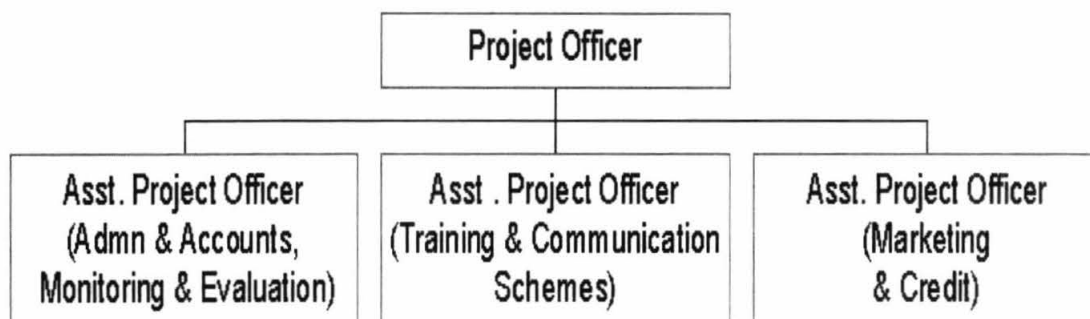 Project Officer
Asst. Project Officer
(Admn & Accounts,
Monitoring & Evaluation)
Asst . Project Officer
(Training & Communication
Schemes)
Asst. Project Officer
(Marketing
& Credit)